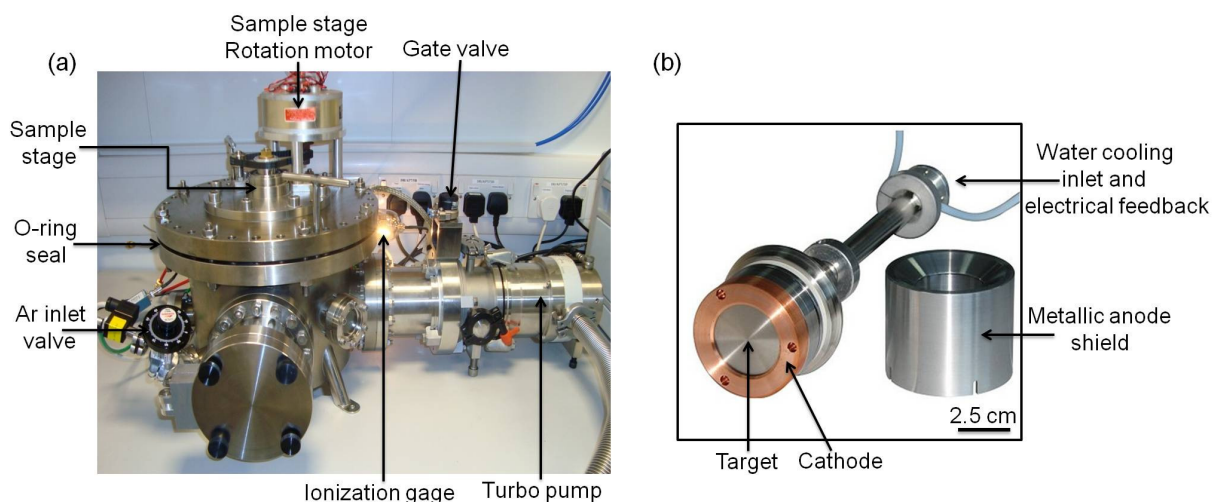 (a)
Sample stage
Rotation motor
Gate valve
Sample
stage
O-ring
seal
Ar inlet
valve
Ionization gage
Turbo pump
(b)
Water cooling
inlet and
electrical feedback
Metallic anode
shield
2.5 cm
Target
Cathode